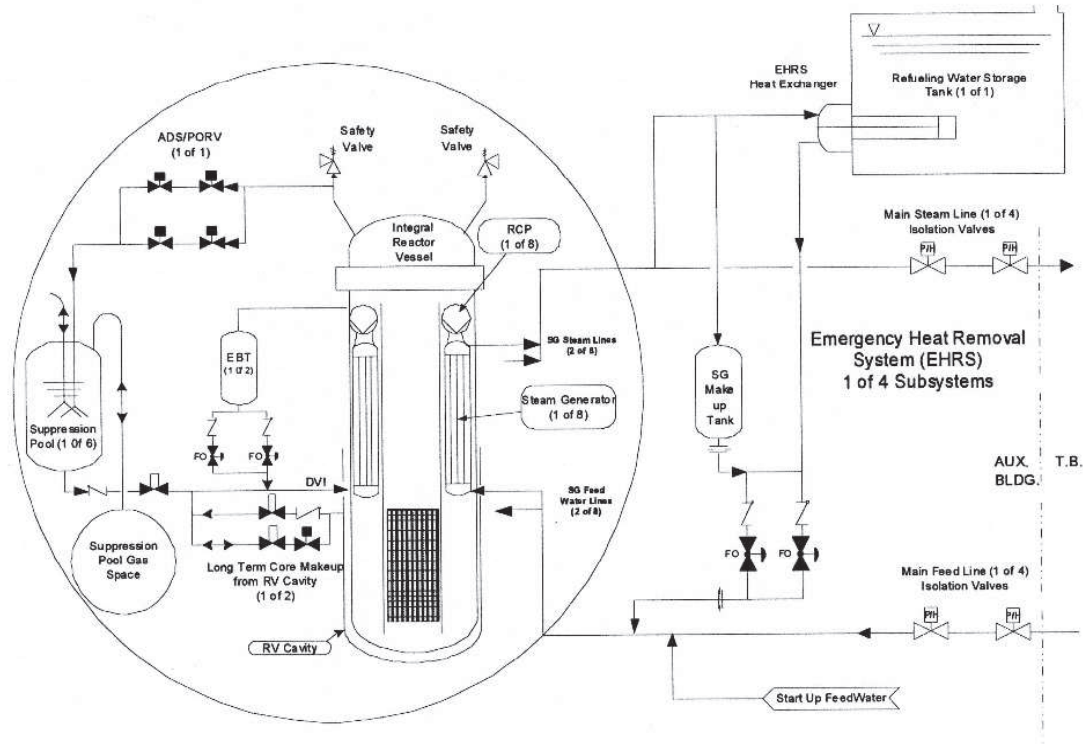 EHRS
Heat Exchanger
Refueling Water Storage
Tank (1 of 1)
ADS/PORV
(1 of 1)
Safety
Valve
Safety
Valve
Integral
Reactor
Vessel
RCP
(1 of 8)
Main Steam Line (1 of 4)
Isolation Valves
P/H
P/H
EBT
(1 0f 2)
SG Steam Lines
(2 of 8)
Steam Generator
(1 of 8)
SG
Make
up
Tank
Emergency Heat Removal
System (EHRS)
1 of 4 Subsystems
Suppression
Pool (1 0f 6)
FO
FO
DVI
SG Feed
Water Lines
(2 of 8)
AUX.
BLDG.
T.B.
Suppression
Pool Gas
Space
Long Term Core Makeup
from RV Cavity
(1 of 2)
FO
FO
Main Feed Line (1 of 4)
Isolation Valves
P/H
P/H
RV Cavity
Start Up FeedWater